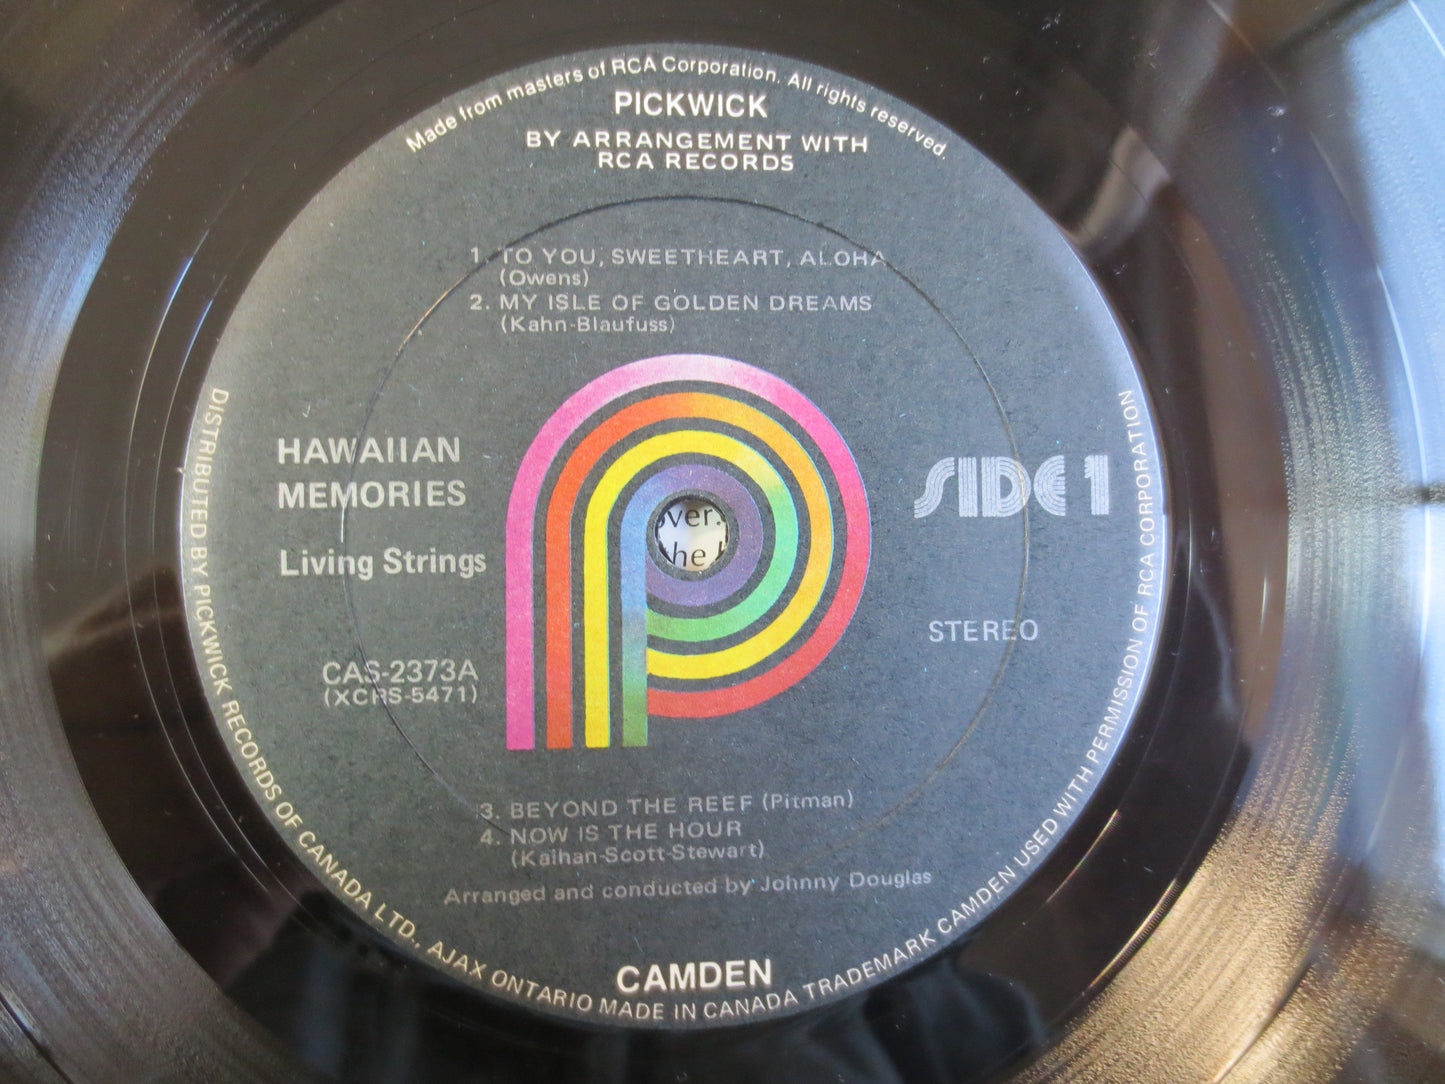 Made from masters of RCA Corporation. All rights reserved.
PICKWICK
BY ARRANGEMENT WITH
RCA RECORDS
1. TO YOU, SWEETHEART, ALOHA
(Owens)
2. MY ISLE OF GOLDEN DREAMS
(Kahn-Blaufuss)
HAWAIIAN
MEMORIES
Living Strings
CAS-2373A
(XCRS-5471)
SIDE 1
STEREO
over.
the
3. BEYOND THE REEF (Pitman)
4. NOW IS THE HOUR
(Kaihan-Scott-Stewart)
Arranged and conducted by Johnny Douglas
CAMDEN
DISTRIBUTED BY PICKWICK RECORDS OF CANADA LTD., AJAX ONTARIO MADE IN CANADA TRADEMARK CAMDEN USED WITH PERMISSION OF RCA CORPORATION